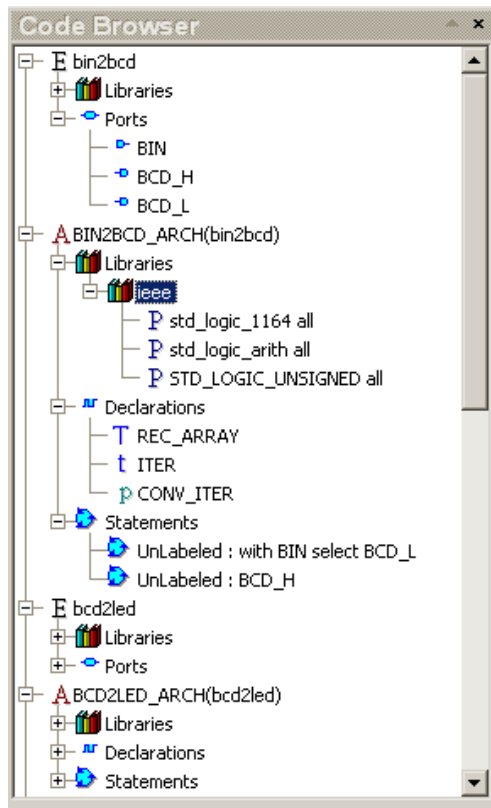 Code Browser
E bin2bcd
Libraries
Ports
BIN
BCD_H
BCD_L
A BIN2BCD_ARCH(bin2bcd)
Libraries
ieee
P std_logic_1164 all
P std_logic_arith all
P STD_LOGIC_UNSIGNED all
Declarations
T REC_ARRAY
t ITER
p CONV_ITER
Statements
UnLabeled : with BIN select BCD_L
UnLabeled : BCD_H
E bcd2led
Libraries
Ports
A BCD2LED_ARCH(bcd2led)
Libraries
Declarations
Statements